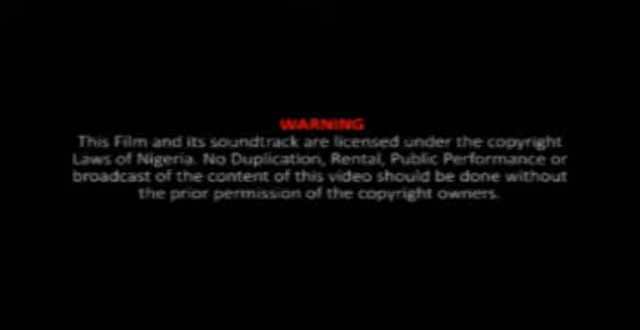 WARNING
This Film and its soundtrack are licensed under the copyright
Laws of Nigeria. No Duplication, Rental, Public Performance or
broadcast of the content of this video should be done without
the prior permission of the copyright owners.